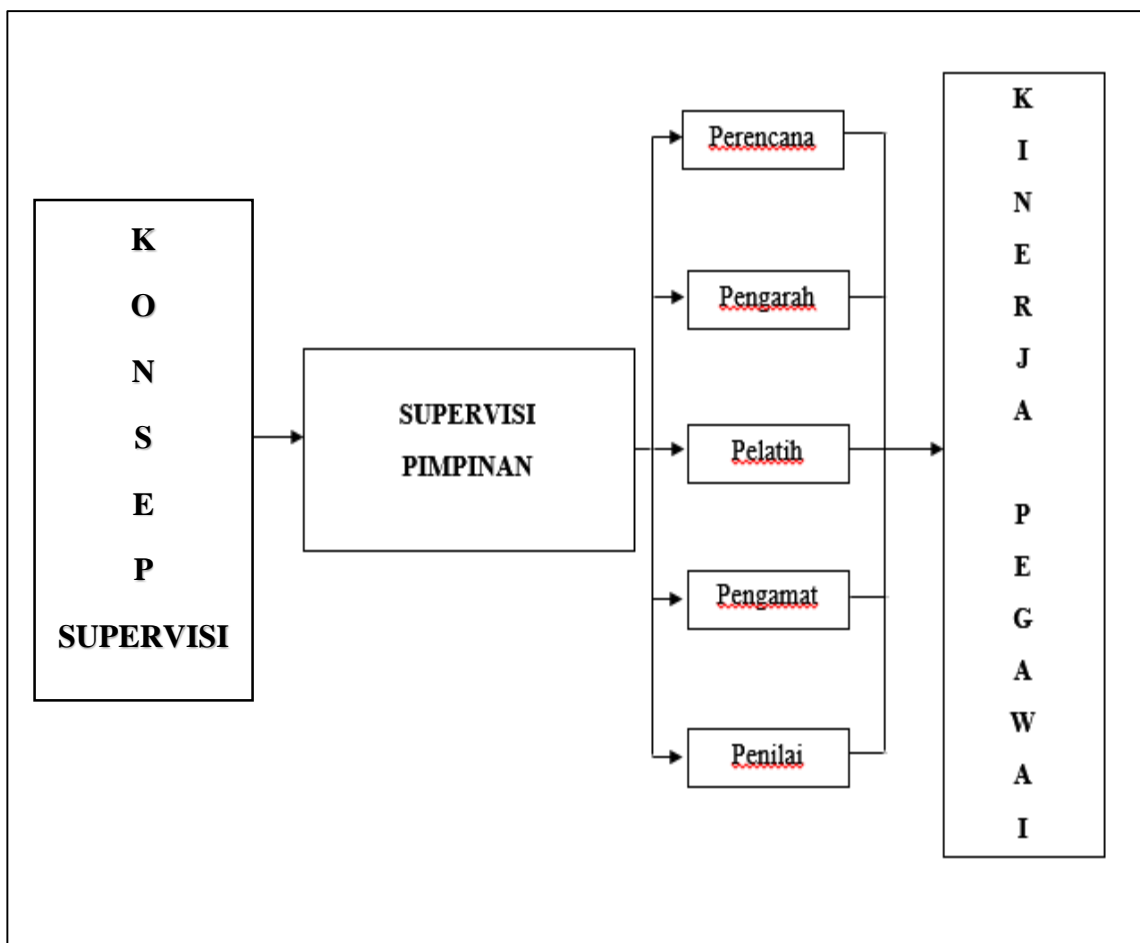 K
O
N
S
E
P
SUPERVISI
SUPERVISI
PIMPINAN
Perencana
Pengarah
Pelatih
Pengamat
Penilai
K
I
N
E
R
J
A
P
E
G
A
W
A
I